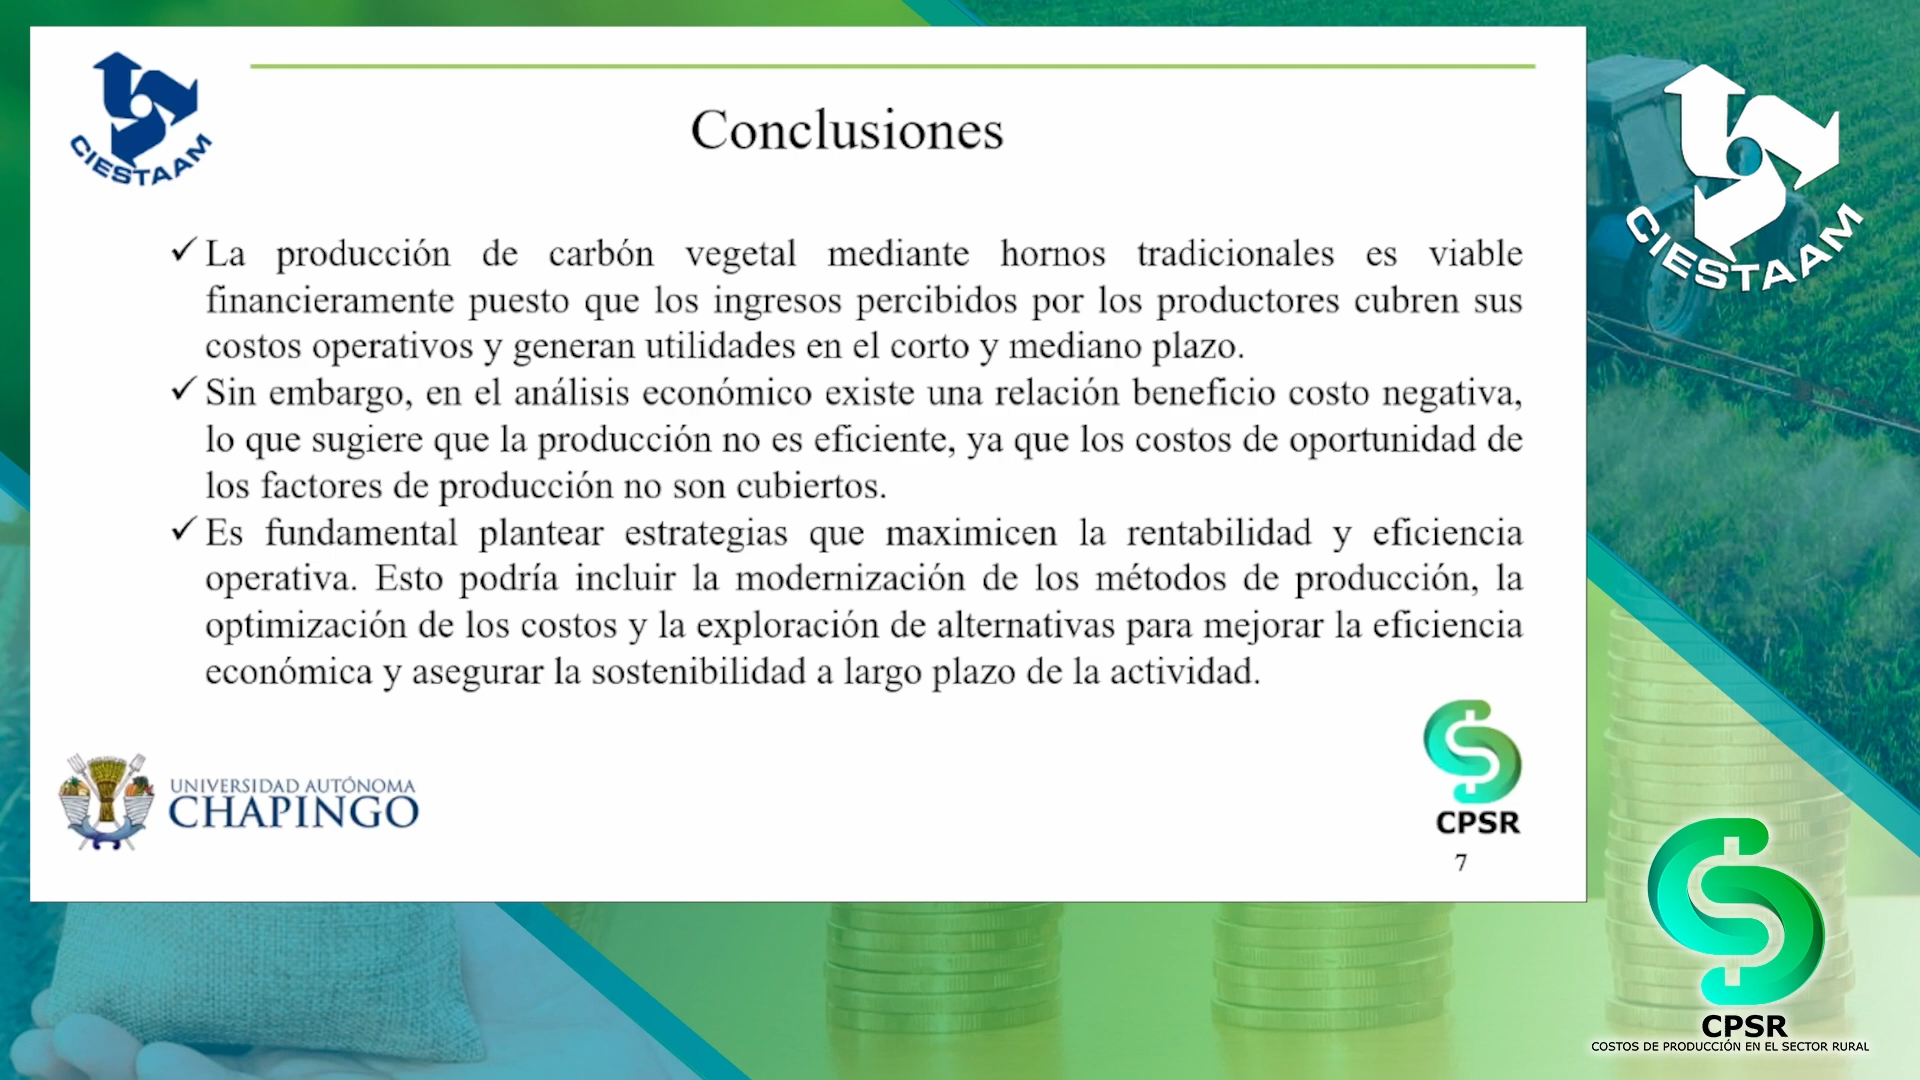 CIESTAAM
Conclusiones
✓ La producción de carbón vegetal mediante hornos tradicionales es viable
financieramente puesto que los ingresos percibidos por los productores cubren sus
costos operativos y generan utilidades en el corto y mediano plazo.
✓ Sin embargo, en el análisis económico existe una relación beneficio costo negativa,
lo que sugiere que la producción no es eficiente, ya que los costos de oportunidad de
los factores de producción no son cubiertos.
✓ Es fundamental plantear estrategias que maximicen la rentabilidad y eficiencia
operativa. Esto podría incluir la modernización de los métodos de producción, la
optimización de los costos y la exploración de alternativas para mejorar la eficiencia
económica y asegurar la sostenibilidad a largo plazo de la actividad.
UNIVERSIDAD AUTÓNOMA
CHAPINGO
CPSR
7
CIESTAAM
CPSR
COSTOS DE PRODUCCIÓN EN EL SECTOR RURAL